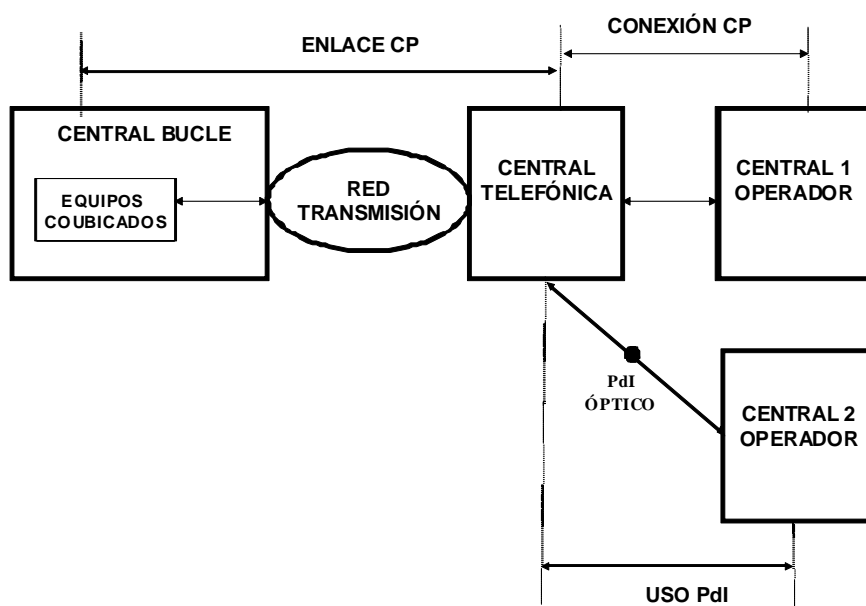 ENLACE CP
CONEXIÓN CP
CENTRAL BUCLE
EQUIPOS
COUBICADOS
RED
TRANSMISIÓN
CENTRAL
TELEFÓNICA
CENTRAL 1
OPERADOR
PdI
ÓPTICO
CENTRAL 2
OPERADOR
USO PdI